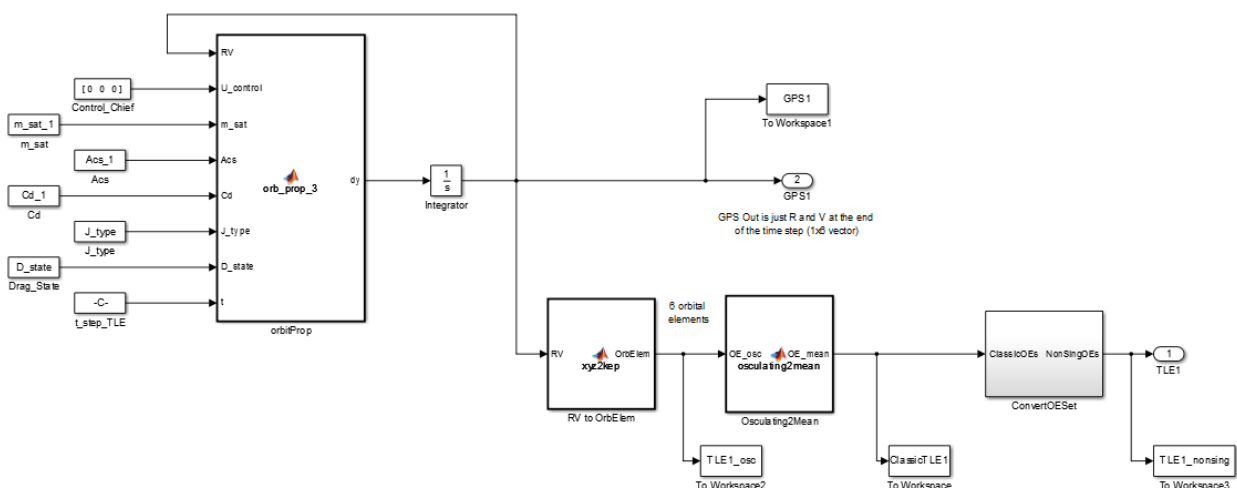 RV
[0 0 0]
U_control
Control_Chief
m_sat_1
m_sat
m_sat
Acs_1
Acs
Acs
orb_prop_3
dy
1
s
Integrator
Cd_1
Cd
Cd
J_type
J_type
J_type
D_state
D_state
Drag_State
-C-
t
t_step_TLE
orbitProp
GPS1
To Workspace1
2
GPS1
GPS Out is just R and V at the end
of the time step (1x6 vector)
6 orbital
elements
RV
OrbElem
xyz2kep
RV to OrbElem
OE_osc
OE_mean
osculating2mean
Osculating2Mean
ClassicOEs
NonSingOEs
ConvertOESet
1
TLE1
TLE1_osc
To Workspace2
ClassicTLE1
To Workspace
TLE1_nonsing
To Workspace3